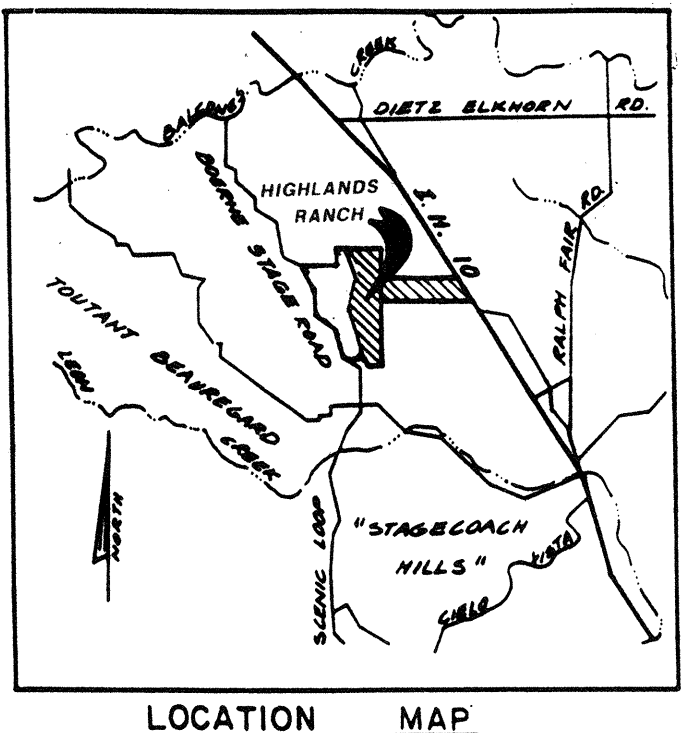 CREEK
BALCONES
DIETZ ELKHORN RD.
BOERNE STAGE ROAD
HIGHLANDS
RANCH
I. H. 10
RALPH FAIR RD.
TOUTANT BEAUREGARD
LEON CREEK
NORTH
SCENIC LOOP
"STAGECOACH
HILLS"
CIELO VISTA
LOCATION MAP